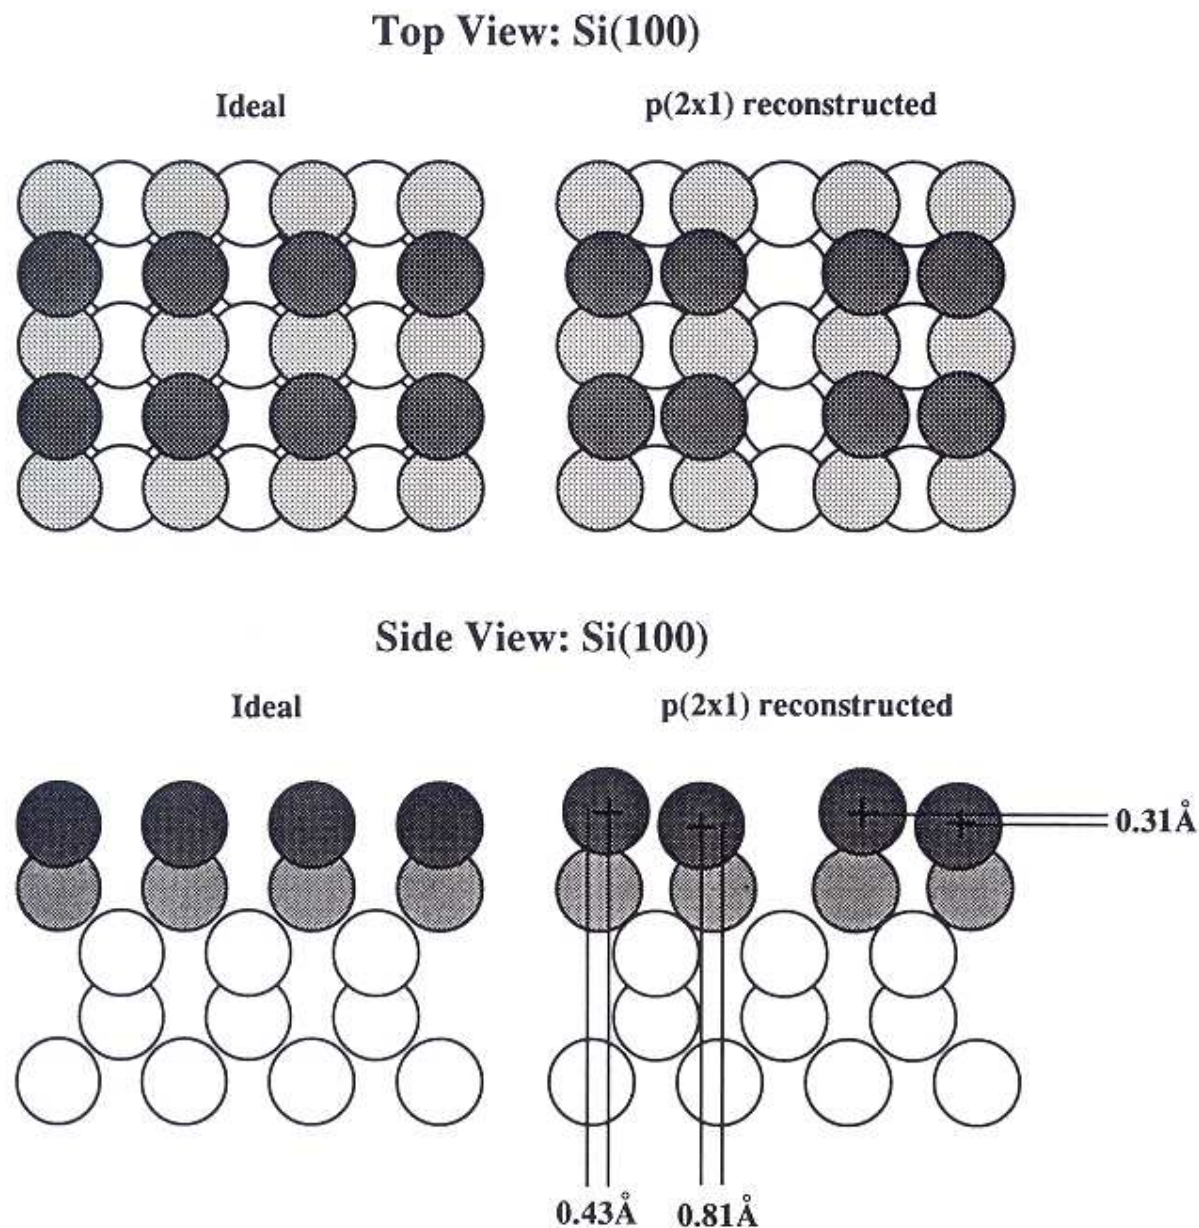 Top View: Si(100)
Ideal
p(2x1) reconstructed
Side View: Si(100)
Ideal
p(2x1) reconstructed
0.31Å
0.43Å
0.81Å